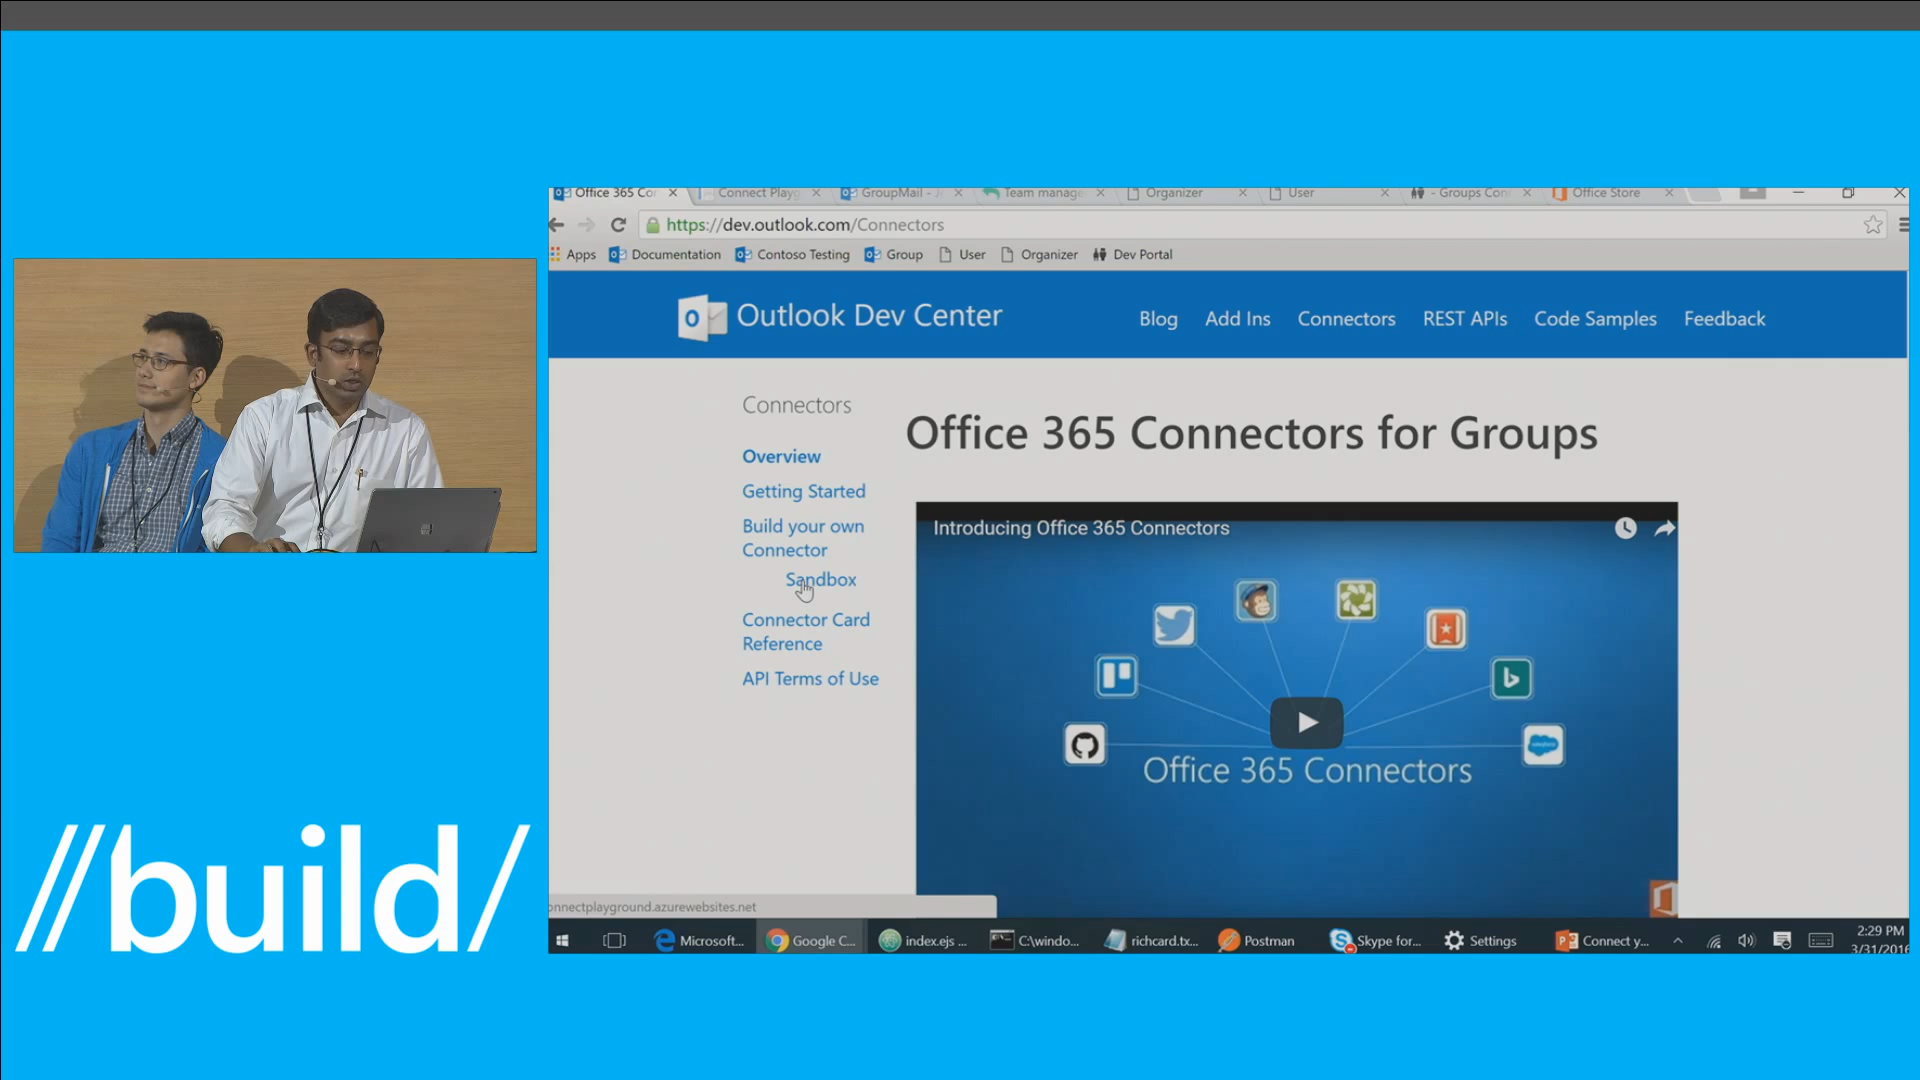 Office 365 Co
Connect Playg
GroupMail -
Team manage
Organizer
User
- Groups Con
Office Store
https://dev.outlook.com/Connectors
Apps
Documentation
Contoso Testing
Group
User
Organizer
Dev Portal
Outlook Dev Center
Blog
Add Ins
Connectors
REST APIs
Code Samples
Feedback
Connectors
Overview
Getting Started
Build your own
Connector
Sandbox
Connector Card
Reference
API Terms of Use
Office 365 Connectors for Groups
Introducing Office 365 Connectors
Office 365 Connectors
onnectplayground.azurewebsites.net
Microsoft...
Google C...
index.ejs ...
C:\windo...
richcard.tx...
Postman
Skype for...
Settings
Connect y...
2:29 PM
3/31/2016
//build/